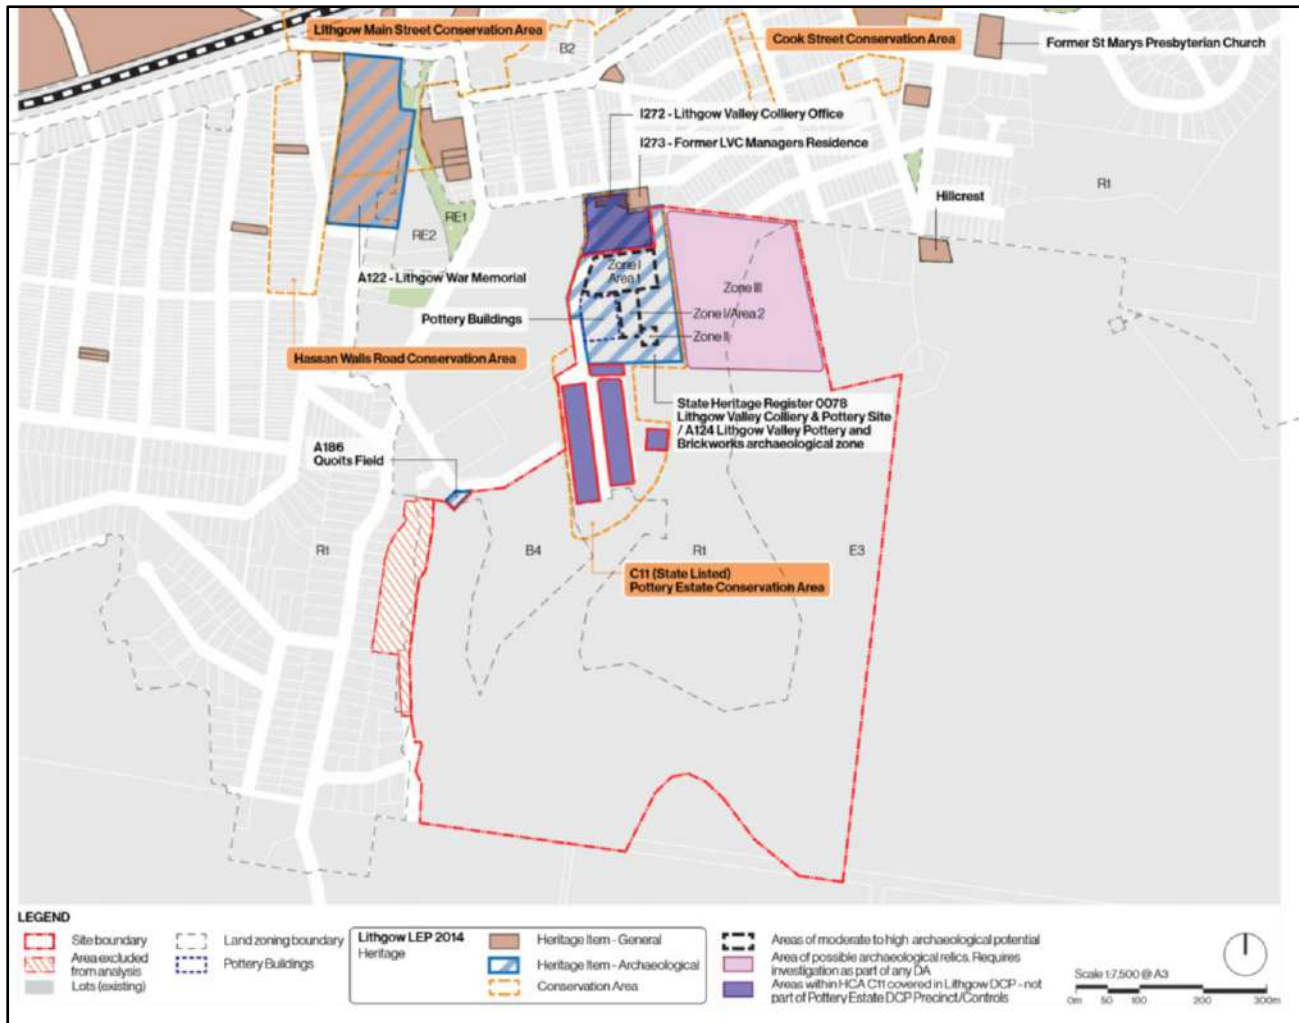 Lithgow Main Street Conservation Area
B2
Cook Street Conservation Area
Former St Marys Presbyterian Church
I272 - Lithgow Valley Colliery Office
I273 - Former LVC Managers Residence
R1
Hillcrest
RE1
RE2
A122 - Lithgow War Memorial
Zone I
Area 1
Zone III
Pottery Buildings
Zone I/Area 2
Zone II
Hassan Walls Road Conservation Area
State Heritage Register 0078
Lithgow Valley Colliery & Pottery Site
/ A124 Lithgow Valley Pottery and
Brickworks archaeological zone
A186
Quoits Field
R1
B4
R1
E3
C11 (State Listed)
Pottery Estate Conservation Area
LEGEND
Site boundary
Area excluded
from analysis
Lots (existing)
Land zoning boundary
Pottery Buildings
Lithgow LEP 2014
Heritage
Heritage Item - General
Heritage Item - Archaeological
Conservation Area
Areas of moderate to high archaeological potential
Area of possible archaeological relics. Requires
investigation as part of any DA
Areas within HCA C11 covered in Lithgow DCP - not
part of Pottery Estate DCP Precinct/Controls
Scale 1:7,500 @ A3
0m 50 100 200 300m